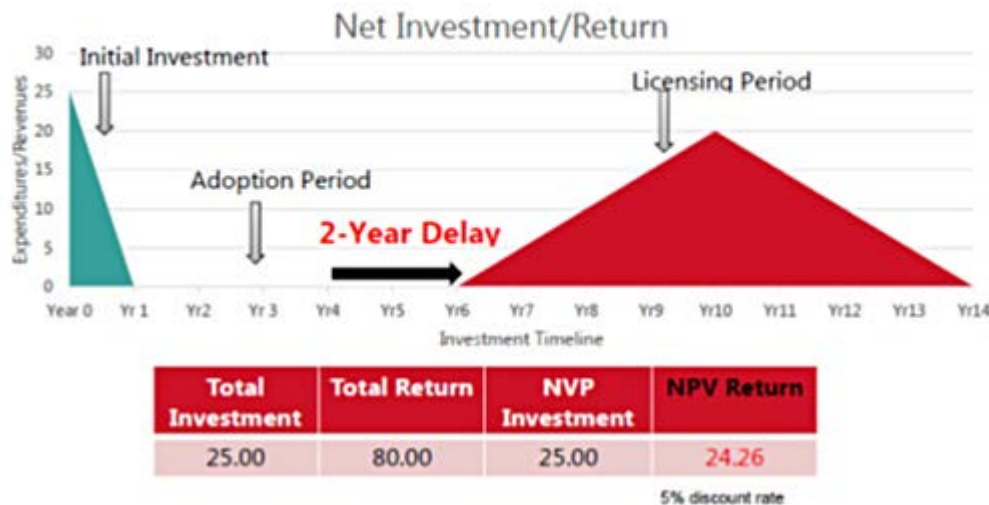 Net Investment/Return
Expenditures/Revenues
30
25
20
15
10
5
0
Initial Investment
Adoption Period
2-Year Delay
Licensing Period
Year 0 Yr 1 Yr2 Yr 3 Yr4 Yr5 Yr6 Yr7 Yr8 Yr9 Yr10 Yr11 Yr12 Yr13 Yr14
Investment Timeline
Total Investment Total Return NVP Investment NPV Return
25.00 80.00 25.00 24.26
5% discount rate